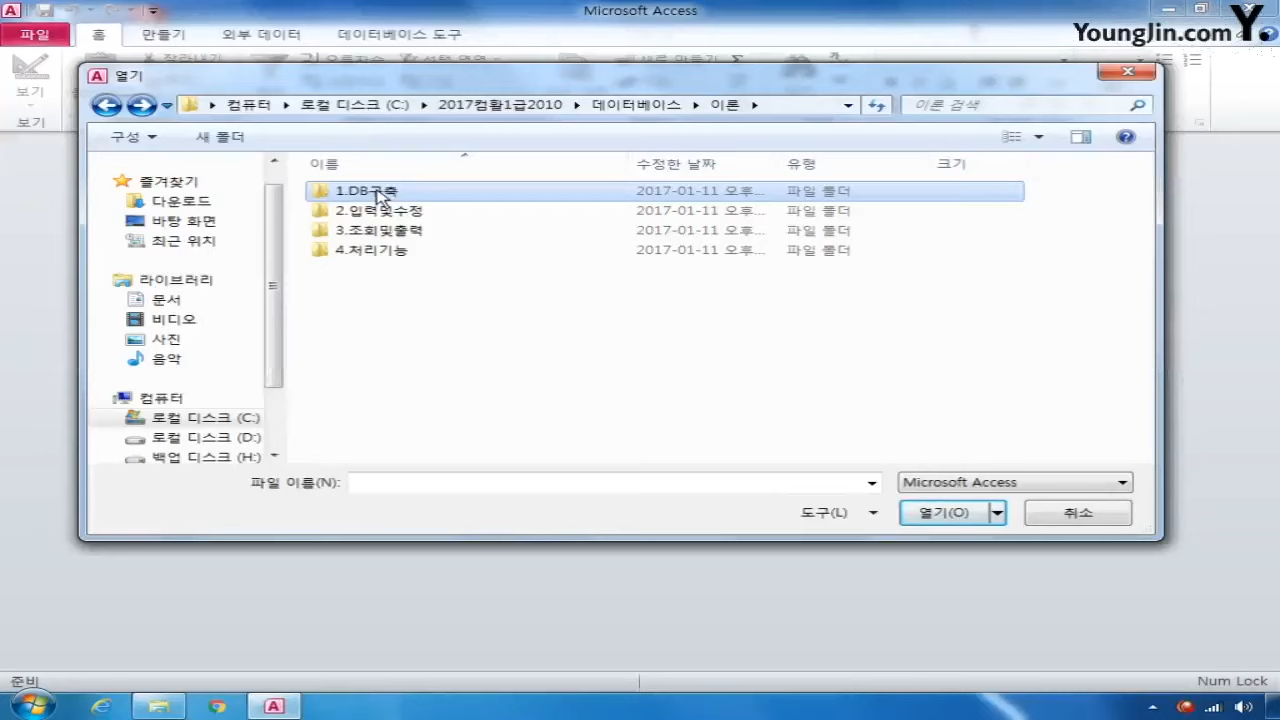 Microsoft Access
YoungJin.com Y.
파일 홈 만들기 외부 데이터 데이터베이스 도구
보기
보기
열기
컴퓨터 로컬 디스크 (C:) 2017컴활1급2010 데이터베이스 이론 이론 검색
구성 새 폴더
이름 수정한 날짜 유형 크기
즐겨찾기
다운로드
바탕 화면
최근 위치
라이브러리
문서
비디오
사진
음악
컴퓨터
로컬 디스크 (C:)
로컬 디스크 (D:)
백업 디스크 (H:)
1.DB구축 2017-01-11 오후... 파일 폴더
2.입력및수정 2017-01-11 오후... 파일 폴더
3.조회및출력 2017-01-11 오후... 파일 폴더
4.처리기능 2017-01-11 오후... 파일 폴더
파일 이름(N): Microsoft Access
도구(L) 열기(O) 취소
준비 Num Lock